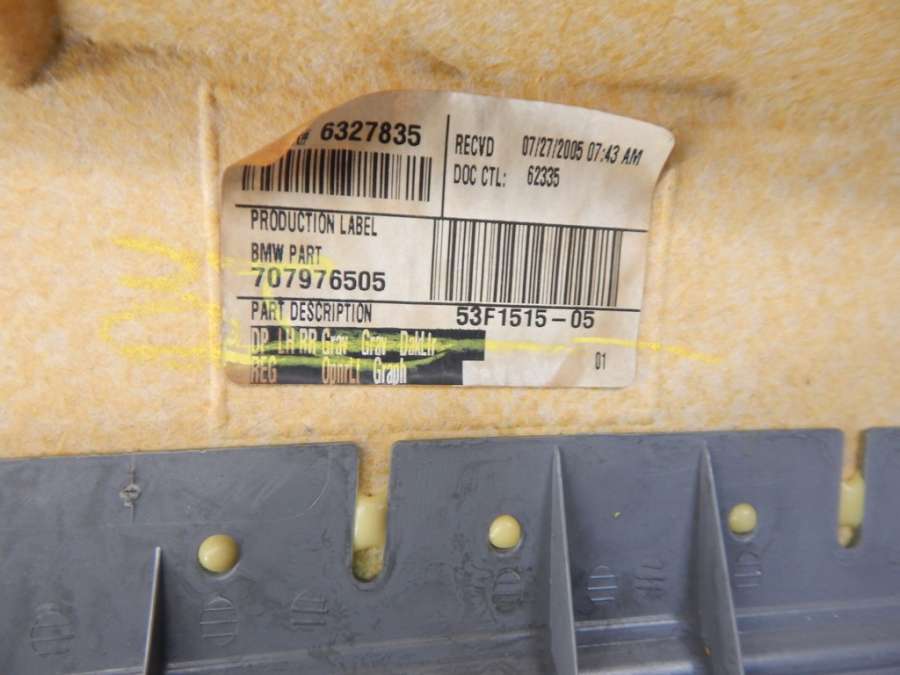 6327835
RECVD 07/27/2005 07:43 AM
DOC CTL: 62335
PRODUCTION LABEL
BMW PART
707976505
PART DESCRIPTION
53F1515-05
DP LH RR Grav Grav DakLtr
REG OpnrLt Graph
01